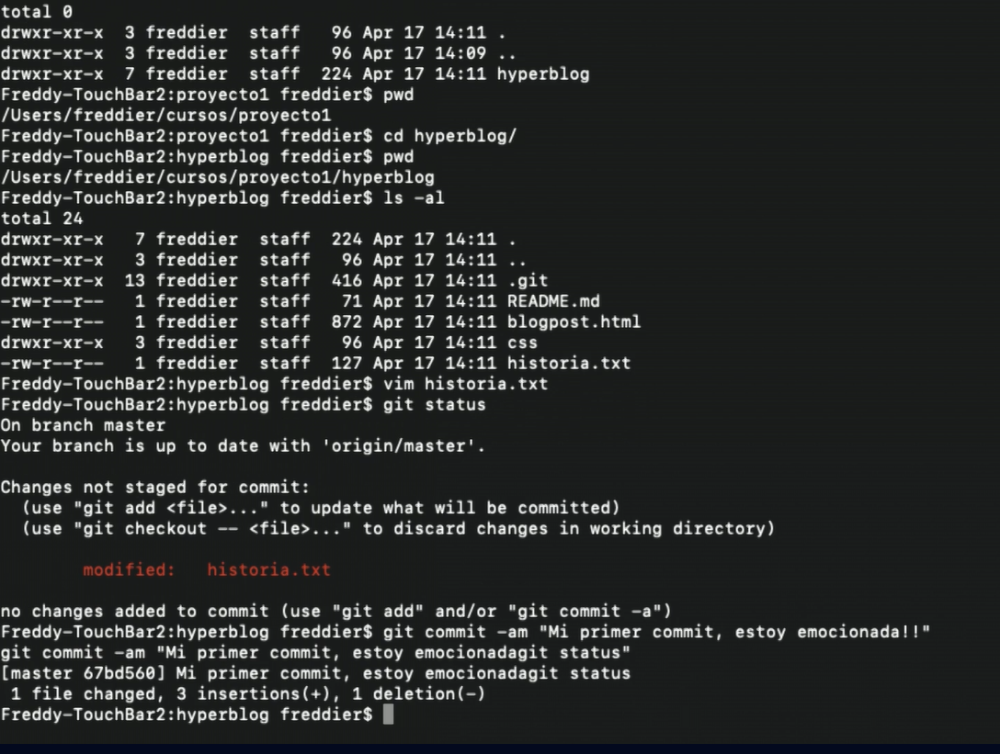 total 0
drwxr-xr-x  3 freddier  staff   96 Apr 17 14:11 .
drwxr-xr-x  3 freddier  staff   96 Apr 17 14:09 ..
drwxr-xr-x  7 freddier  staff  224 Apr 17 14:11 hyperblog
Freddy-TouchBar2:proyecto1 freddier$ pwd
/Users/freddier/cursos/proyecto1
Freddy-TouchBar2:proyecto1 freddier$ cd hyperblog/
Freddy-TouchBar2:hyperblog freddier$ pwd
/Users/freddier/cursos/proyecto1/hyperblog
Freddy-TouchBar2:hyperblog freddier$ ls -al
total 24
drwxr-xr-x   7 freddier  staff  224 Apr 17 14:11 .
drwxr-xr-x   3 freddier  staff   96 Apr 17 14:11 ..
drwxr-xr-x  13 freddier  staff  416 Apr 17 14:11 .git
-rw-r--r--   1 freddier  staff   71 Apr 17 14:11 README.md
-rw-r--r--   1 freddier  staff  872 Apr 17 14:11 blogpost.html
drwxr-xr-x   3 freddier  staff   96 Apr 17 14:11 css
-rw-r--r--   1 freddier  staff  127 Apr 17 14:11 historia.txt
Freddy-TouchBar2:hyperblog freddier$ vim historia.txt
Freddy-TouchBar2:hyperblog freddier$ git status
On branch master
Your branch is up to date with 'origin/master'.
Changes not staged for commit:
  (use "git add <file>..." to update what will be committed)
  (use "git checkout -- <file>..." to discard changes in working directory)
        modified:   historia.txt
no changes added to commit (use "git add" and/or "git commit -a")
Freddy-TouchBar2:hyperblog freddier$ git commit -am "Mi primer commit, estoy emocionada!!"
git commit -am "Mi primer commit, estoy emocionadagit status"
[master 67bd560] Mi primer commit, estoy emocionadagit status
 1 file changed, 3 insertions(+), 1 deletion(-)
Freddy-TouchBar2:hyperblog freddier$